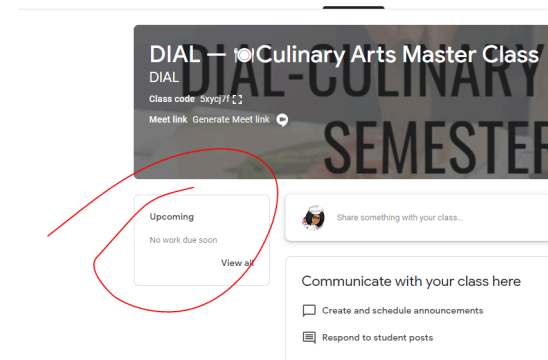 DIAL — 🍽Culinary Arts Master Class
DIAL
DIAL-CULINARY
SEMESTER
Class code 5xycj7f
Meet link Generate Meet link
Upcoming
No work due soon
View all
Share something with your class...
Communicate with your class here
Create and schedule announcements
Respond to student posts